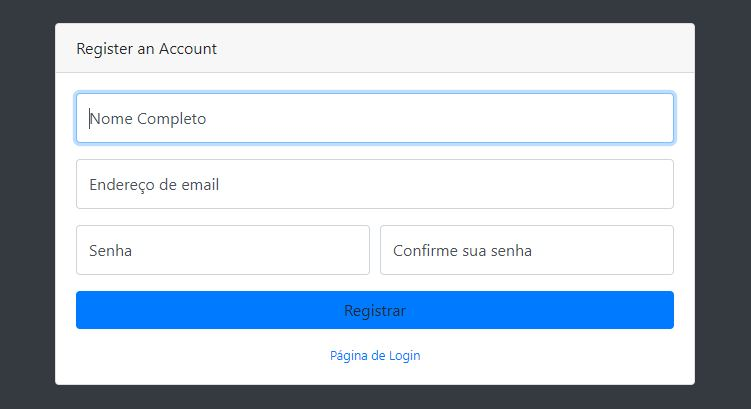 Register an Account
Nome Completo
Endereço de email
Senha Confirme sua senha
Registrar
Página de Login